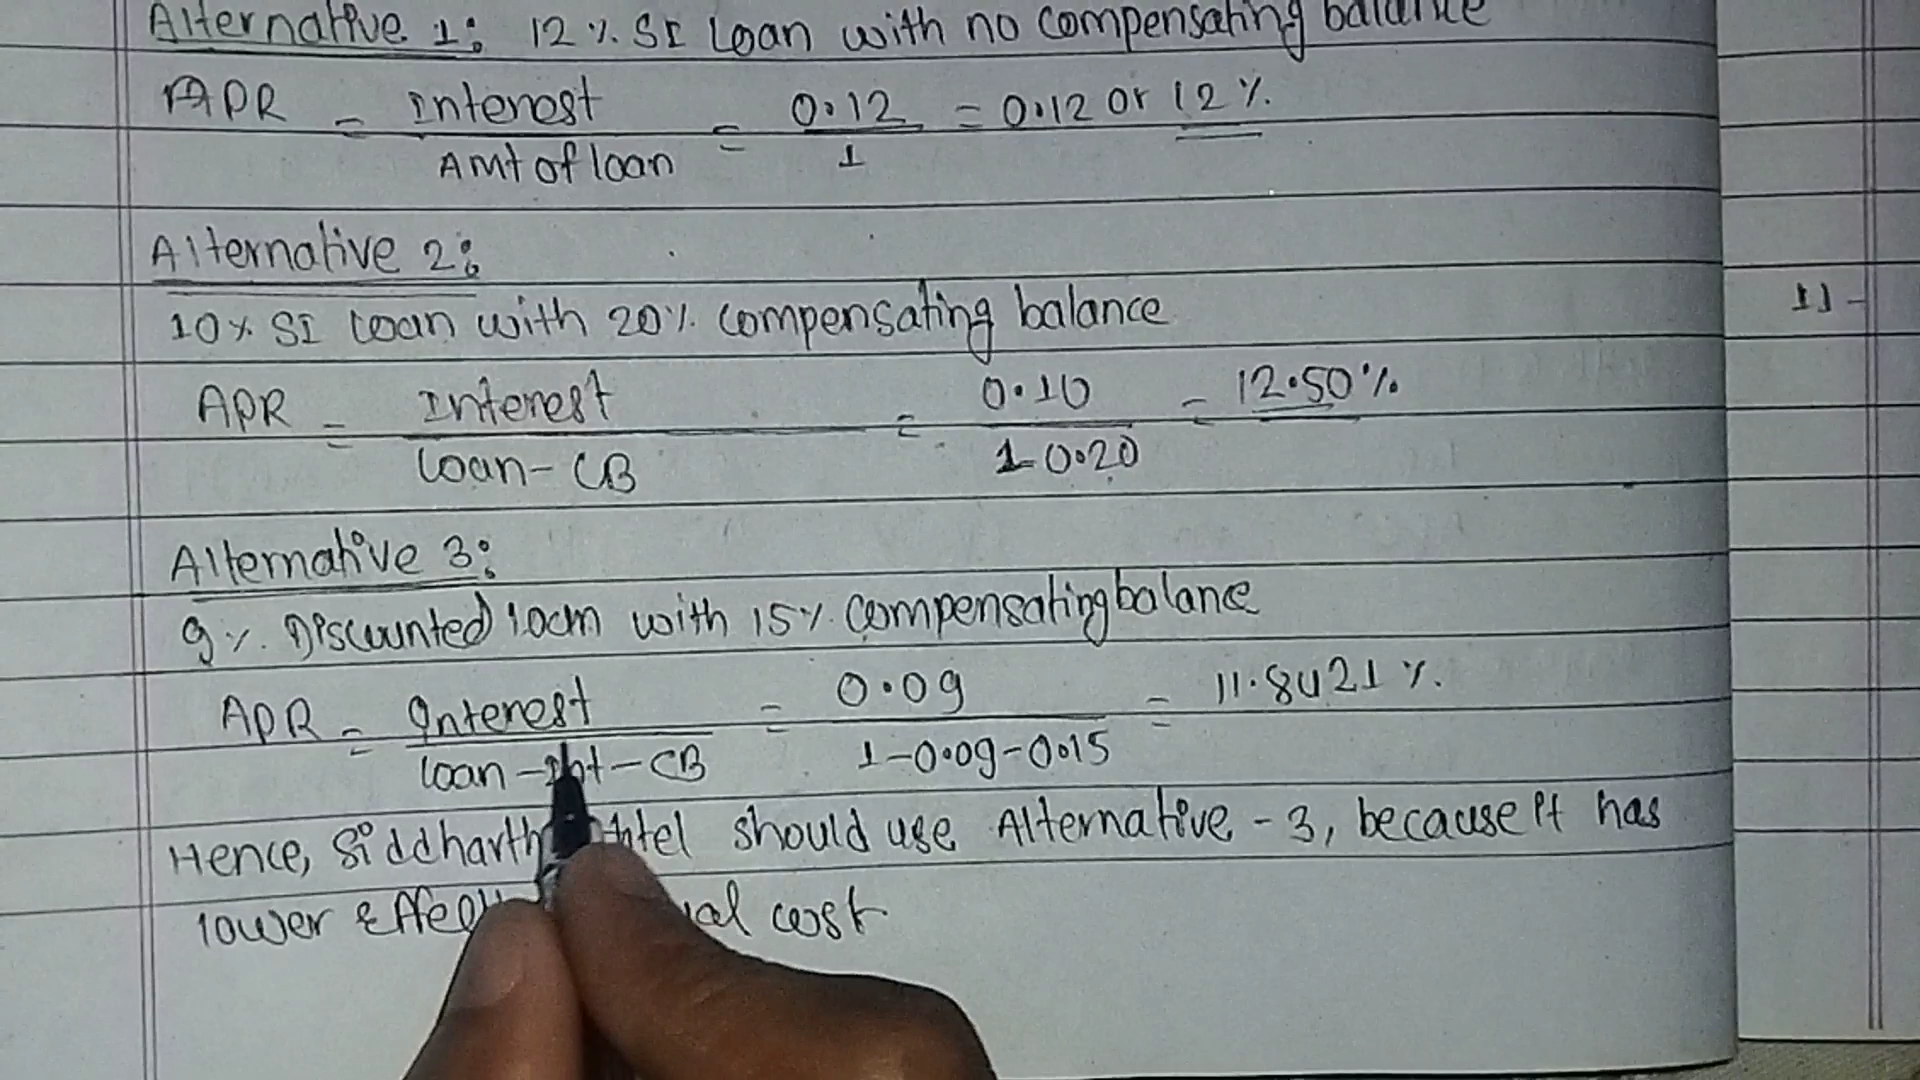 Alternative 1: 12% SI Loan with no compensating balance
APR = Interest / Amt of loan = 0.12 / 1 = 0.12 or 12%.
Alternative 2:
10% SI Loan with 20% compensating balance
11-
APR = Interest / Loan-CB = 0.10 / 1-0.20 = 12.50%
Alternative 3:
9% Discounted loan with 15% compensating balance
APR = Interest / loan-Int-CB = 0.09 / 1-0.09-0.15 = 11.8421%.
Hence, should use Alternative-3, because it has
lower cost